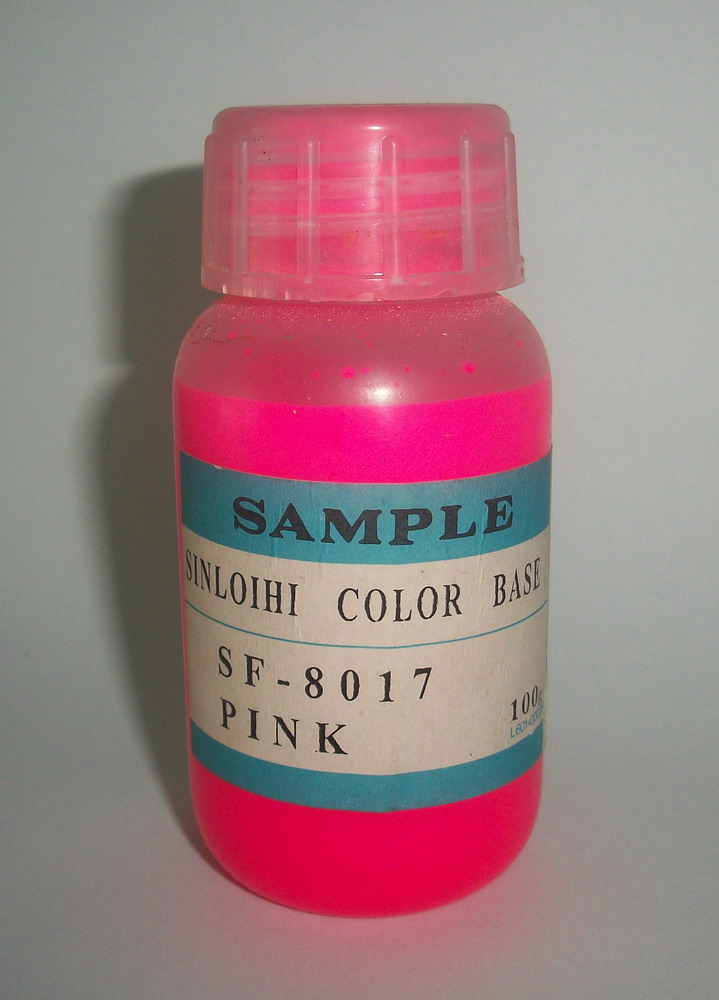 SAMPLE
SINLOIHI COLOR BASE
SF-8017
PINK
100g